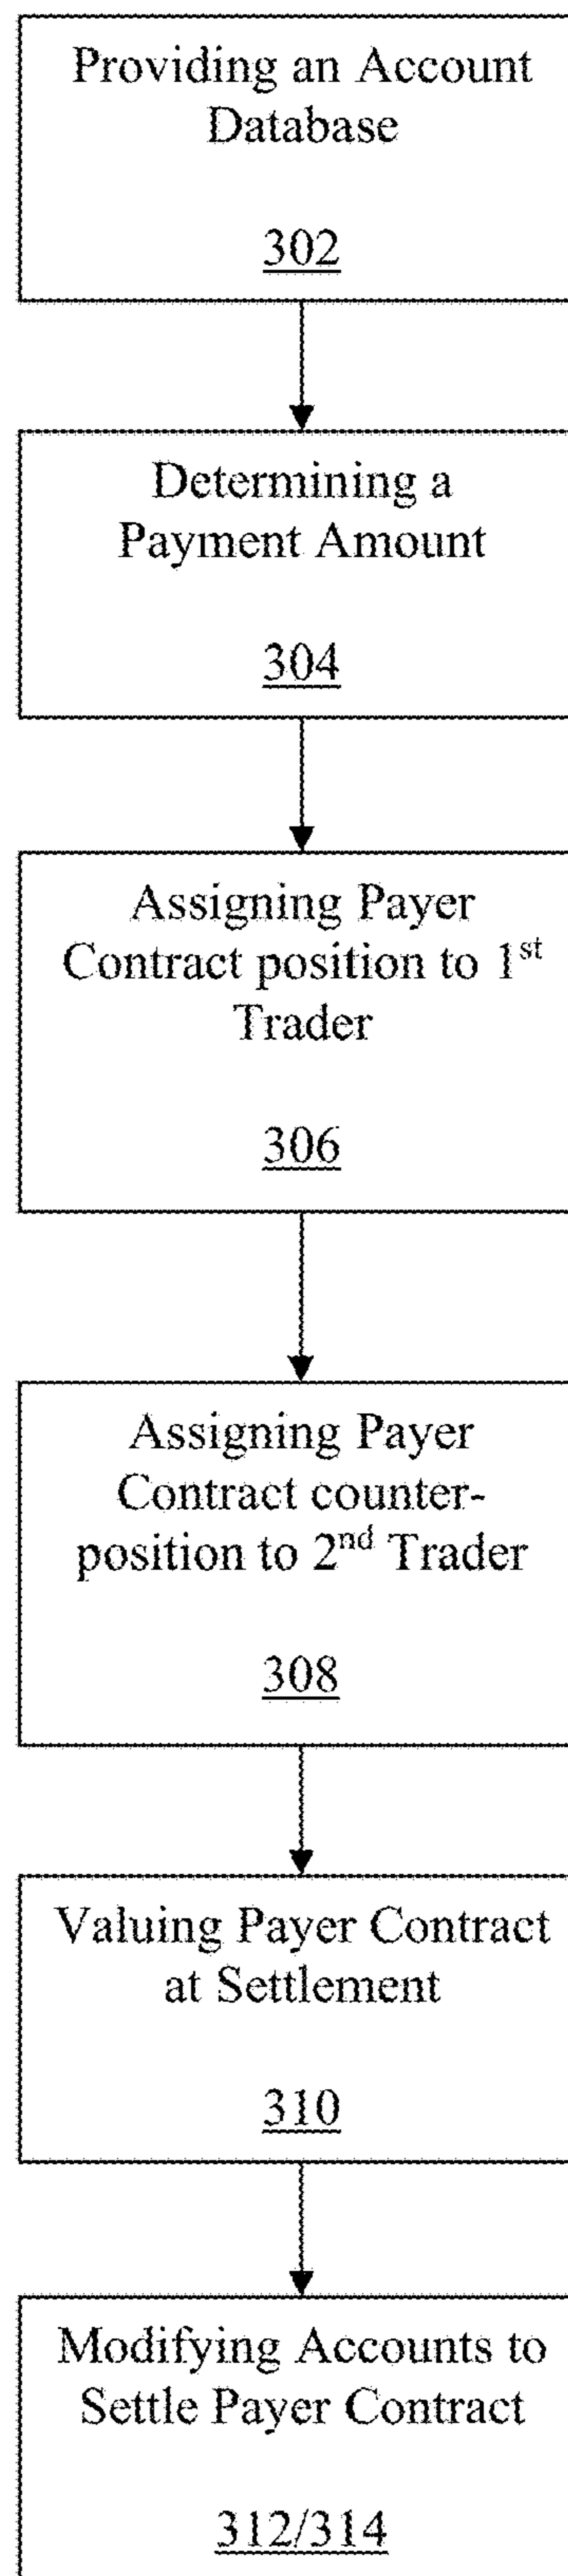 Providing an Account
Database
302
Determining a
Payment Amount
304
Assigning Payer
Contract position to 1st
Trader
306
Assigning Payer
Contract counter-
position to 2nd Trader
308
Valuing Payer Contract
at Settlement
310
Modifying Accounts to
Settle Payer Contract
312/314